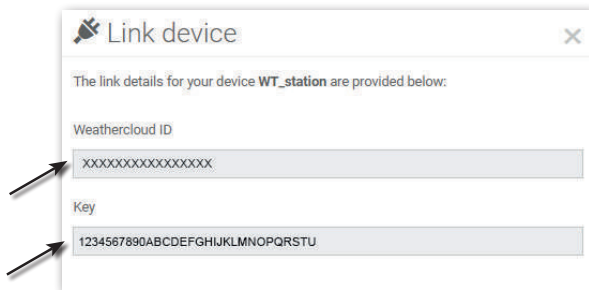 Link device
The link details for your device WT_station are provided below:
Weathercloud ID
XXXXXXXXXXXXXXXX
Key
1234567890ABCDEFGHIJKLMNOPQRSTU